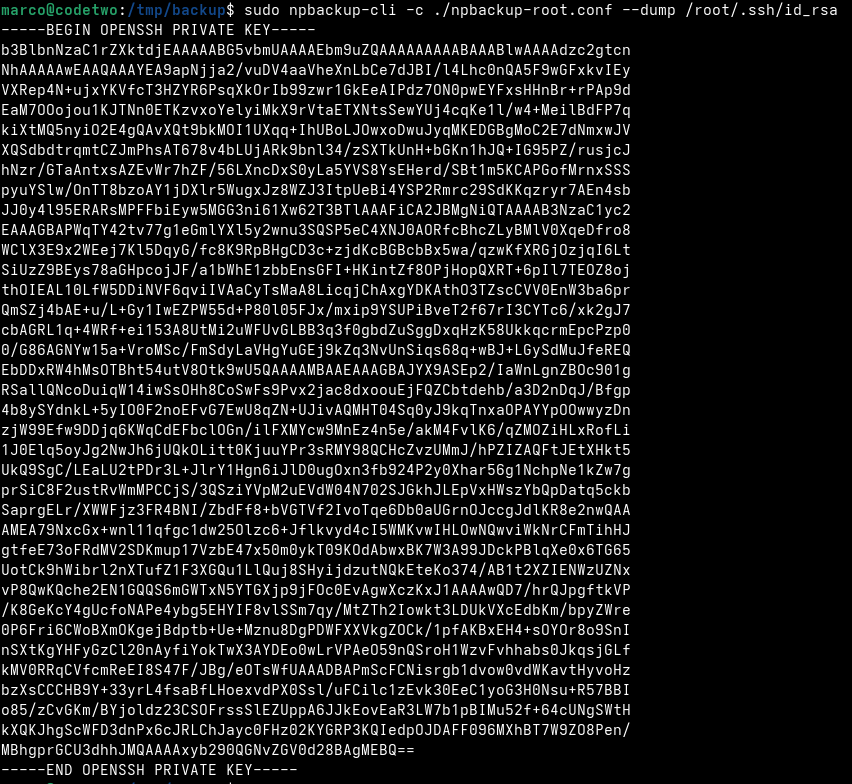 marco@codetwo:/tmp/backup$ sudo npbackup-cli -c ./npbackup-root.conf --dump /root/.ssh/id_rsa
-----BEGIN OPENSSH PRIVATE KEY-----
b3BlbnNzaC1rZXktdjEAAAAABG5vbmUAAAAEbm9uZQAAAAAAAAABAAABlwAAAAdzc2gtcn
NhAAAAAwEAAQAAAYEA9apNjja2/vuDV4aaVheXnLbCe7dJBI/l4Lhc0nQA5F9wGFxkvIEy
VXRep4N+ujxYKVfcT3HZYR6PsqXkOrIb99zwr1GkEeAIPdz7ON0pwEYFxsHHnBr+rPAp9d
EaM7OOojou1KJTNn0ETKzvxoYelyiMkX9rVtaETXNtsSewYUj4cqKe1l/w4+MeilBdFP7q
kiXtMQ5nyiO2E4gQAvXQt9bkMOI1UXqq+IhUBoLJOwxoDwuJyqMKEDGBgMoC2E7dNmxwJV
XQSdbdtrqmtCZJmPhsAT678v4bLUjARk9bnl34/zSXTkUnH+bGKn1hJQ+IG95PZ/rusjcJ
hNzr/GTaAntxsAZEvWr7hZF/56LXncDxS0yLa5YVS8YsEHerd/SBt1m5KCAPGofMrnxSSS
pyuYSlw/OnTT8bzoAY1jDXlr5WugxJz8WZJ3ItpUeBi4YSP2Rmrc29SdKKqzryr7AEn4sb
JJ0y4l95ERARsMPFFbiEyw5MGG3ni61Xw62T3BTlAAAFiCA2JBMgNiQTAAAAB3NzaC1yc2
EAAAGBAPWqTY42tv77g1eGmlYXl5y2wnu3SQSP5eC4XNJ0AORfcBhcZLyBMlV0XqeDfro8
WClX3E9x2WEej7Kl5DqyG/fc8K9RpBHgCD3c+zjdKcBGBcbBx5wa/qzwKfXRGjOzjqI6Lt
SiUzZ9BEys78aGHpcojJF/a1bWhE1zbbEnsGFI+HKintZf8OPjHopQXRT+6pIl7TEOZ8oj
thOIEAL10LfW5DDiNVF6qviIVAaCyTsMaA8LicqjChAxgYDKAthO3TZscCVV0EnW3ba6pr
QmSZj4bAE+u/L+Gy1IwEZPW55d+P80l05FJx/mxip9YSUPiBveT2f67rI3CYTc6/xk2gJ7
cbAGRL1q+4WRf+ei153A8UtMi2uWFUvGLBB3q3f0gbdZuSggDxqHzK58UkkqcrmEpcPzp0
0/G86AGNYw15a+VroMSc/FmSdyLaVHgYuGEj9kZq3NvUnSiqs68q+wBJ+LGySdMuJfeREQ
EbDDxRW4hMsOTBht54utV8Otk9wU5QAAAAMBAAEAAAGBAJYX9ASEp2/IaWnLgnZBOc901g
RSallQNcoDuiqW14iwSsOHh8CoSwFs9Pvx2jac8dxoouEjFQZCbtdehb/a3D2nDqJ/Bfgp
4b8ySYdnkL+5yIO0F2noEFvG7EwU8qZN+UJivAQMHT04Sq0yJ9kqTnxaOPAYYpOOwwyzDn
zjW99Efw9DDjq6KWqCdEFbclOGn/ilFXMYcw9MnEz4n5e/akM4FvlK6/qZMOZiHLxRofLi
1J0Elq5oyJg2NwJh6jUQkOLitt0KjuuYPr3sRMY98QCHcZvzUMmJ/hPZIZAQFtJEtXHkt5
UkQ9SgC/LEaLU2tPDr3L+JlrY1Hgn6iJlD0ugOxn3fb924P2y0Xhar56g1NchpNe1kZw7g
prSiC8F2ustRvWmMPCCjS/3QSziYVpM2uEVdW04N702SJGkhJLEpVxHWszYbQpDatq5ckb
SaprgELr/XWWFjz3FR4BNI/ZbdFf8+bVGTVf2IvoTqe6Db0aUGrnOJccgJdlKR8e2nwQAA
AMEA79NxcGx+wnl11qfgc1dw25Olzc6+Jflkvyd4cI5WMKvwIHLOwNQwviWkNrCFmTihHJ
gtfeE73oFRdMV2SDKmup17VzbE47x50m0ykT09KOdAbwxBK7W3A99JDckPBlqXe0x6TG65
UotCk9hWibrl2nXTufZ1F3XGQu1LlQuj8SHyijdzutNQkEteKo374/AB1t2XZIENWzUZNx
vP8QwKQche2EN1GQQS6mGWTxN5YTGXjp9jFOc0EvAgwXczKxJ1AAAAwQD7/hrQJpgftkVP
/K8GeKcY4gUcfoNAPe4ybg5EHYIF8vlSSm7qy/MtZTh2Iowkt3LDUkVXcEdbKm/bpyZWre
0P6Fri6CWoBXmOKgejBdptb+Ue+Mznu8DgPDWFXXVkgZOCk/1pfAKBxEH4+sOYOr8o9SnI
nSXtKgYHFyGzCl20nAyfiYokTwX3AYDEo0wLrVPAeO59nQSroH1WzvFvhhabs0JkqsjGLf
kMV0RRqCVfcmReEI8S47F/JBg/eOTsWfUAAADBAPmScFCNisrgb1dvow0vdWKavtHyvoHz
bzXsCCCHB9Y+33yrL4fsaBfLHoexvdPX0Ssl/uFCilc1zEvk30EeC1yoG3H0Nsu+R57BBI
o85/zCvGKm/BYjoldz23CSOFrssSlEZUppA6JJkEovEaR3LW7b1pBIMu52f+64cUNgSWtH
kXQKJhgScWFD3dnPx6cJRLChJayc0FHz02KYGRP3KQIedpOJDAFF096MXhBT7W9ZO8Pen/
MBhgprGCU3dhhJMQAAAAxyb290QGNvZGV0d28BAgMEBQ==
-----END OPENSSH PRIVATE KEY-----